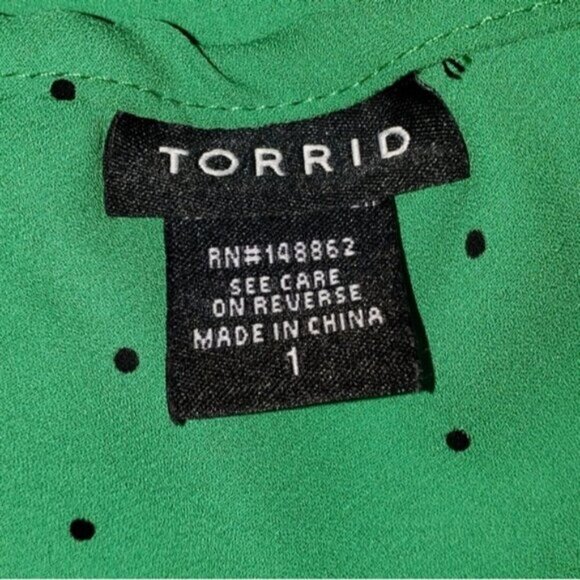 TORRID
RN#148862
SEE CARE
ON REVERSE
MADE IN CHINA
1